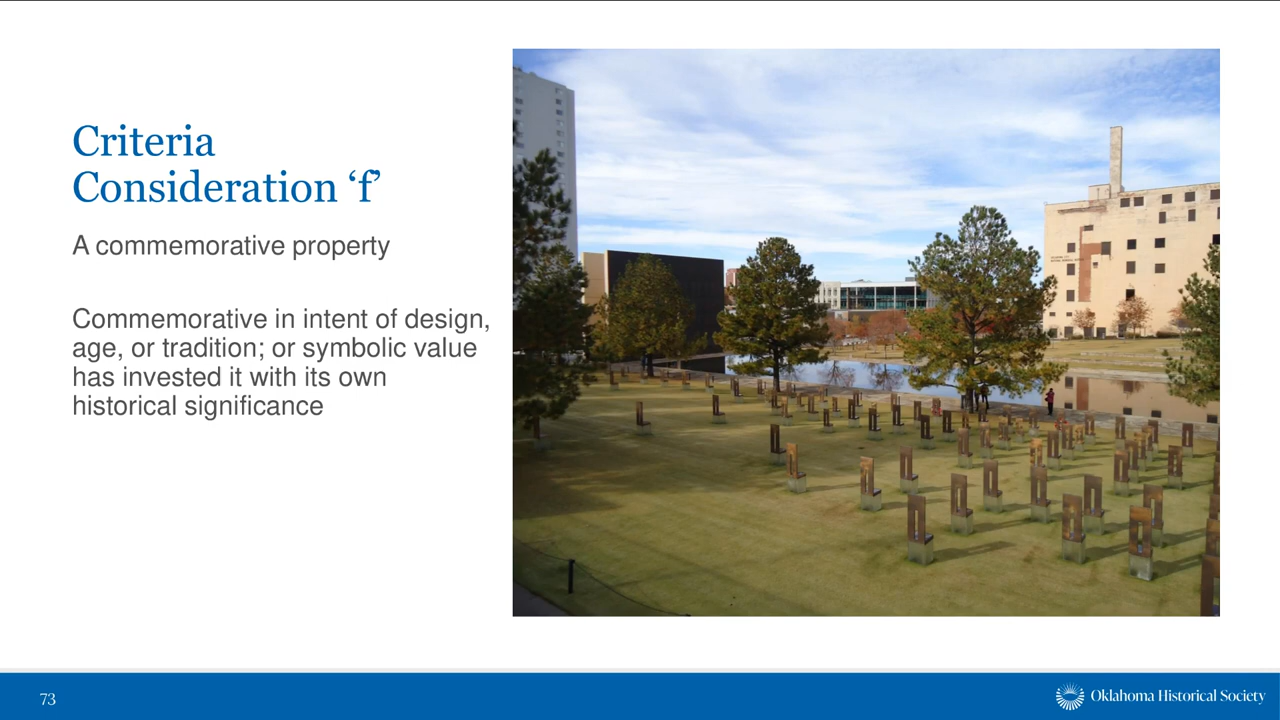 Criteria
Consideration ‘f’
A commemorative property
Commemorative in intent of design,
age, or tradition; or symbolic value
has invested it with its own
historical significance
73
Oklahoma Historical Society